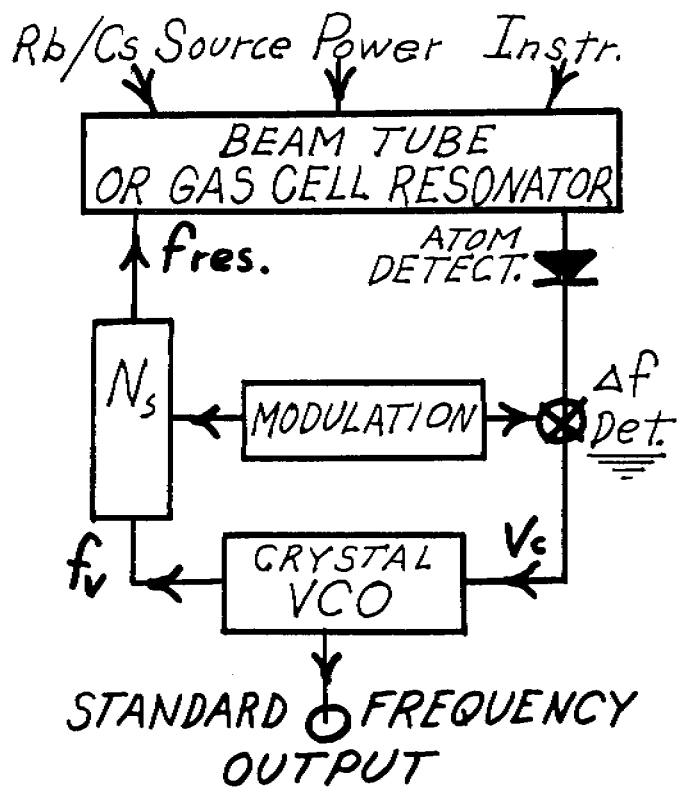 Rb/Cs Source Power Instr.
BEAM TUBE
OR GAS CELL RESONATOR
fres.
ATOM
DETECT.
Ns
MODULATION
Δf
Det.
fv
CRYSTAL
VCO
Vc
STANDARD FREQUENCY
OUTPUT